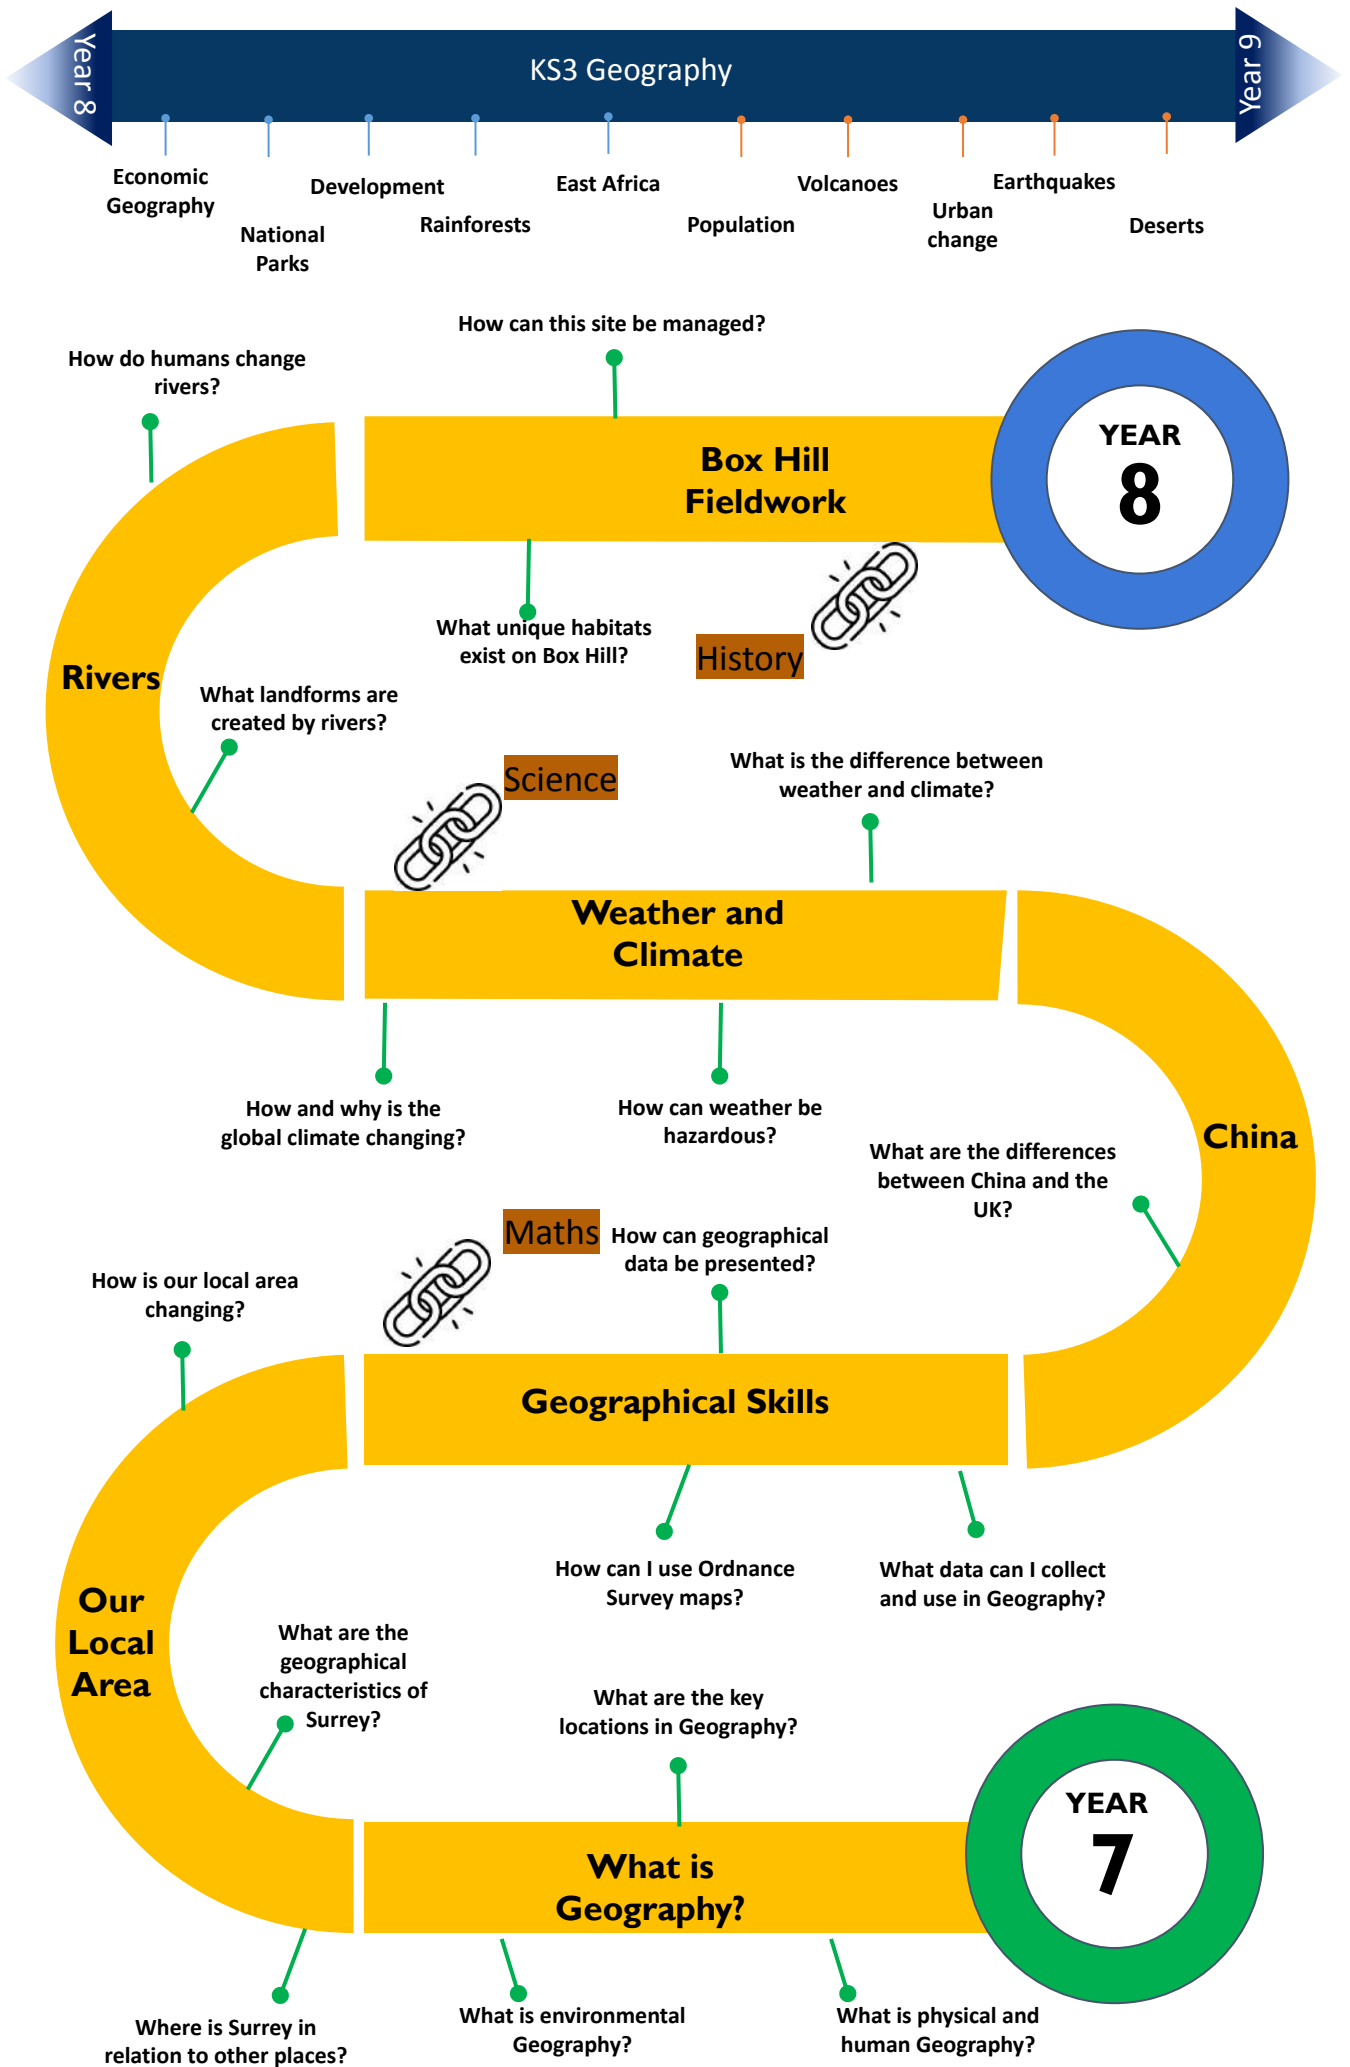 Year 8
KS3 Geography
Year 9
Economic
Geography
National
Parks
Development
Rainforests
East Africa
Population
Volcanoes
Urban
change
Earthquakes
Deserts
How can this site be managed?
How do humans change
rivers?
YEAR
8
Box Hill
Fieldwork
What unique habitats
exist on Box Hill?
History
Rivers
What landforms are
created by rivers?
Science
What is the difference between
weather and climate?
Weather and
Climate
How and why is the
global climate changing?
How can weather be
hazardous?
China
What are the differences
between China and the
UK?
Maths
How can geographical
data be presented?
How is our local area
changing?
Geographical Skills
How can I use Ordnance
Survey maps?
What data can I collect
and use in Geography?
Our
Local
Area
What are the
geographical
characteristics of
Surrey?
What are the key
locations in Geography?
YEAR
7
What is
Geography?
Where is Surrey in
relation to other places?
What is environmental
Geography?
What is physical and
human Geography?